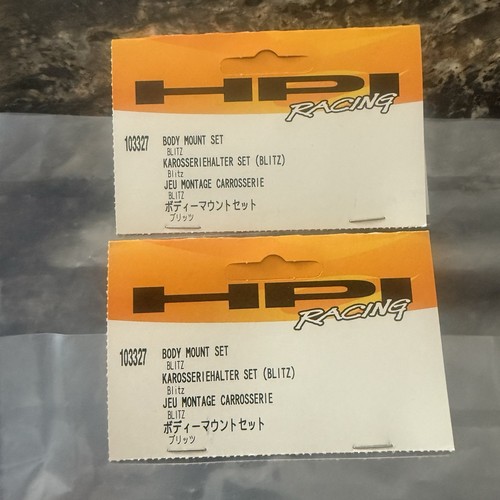 HPI
RACING
103327 BODY MOUNT SET
BLITZ
KAROSSERIEHALTER SET (BLITZ)
Blitz
JEU MONTAGE CARROSSERIE
BLITZ
ボディーマウントセット
ブリッツ
HPI
RACING
103327 BODY MOUNT SET
BLITZ
KAROSSERIEHALTER SET (BLITZ)
Blitz
JEU MONTAGE CARROSSERIE
BLITZ
ボディーマウントセット
ブリッツ